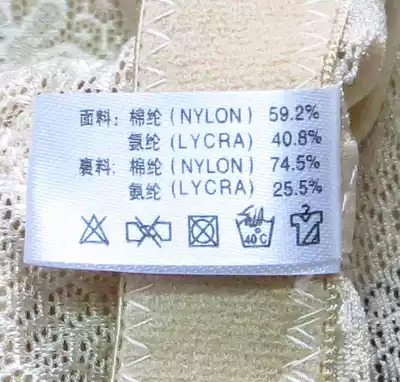 面料: 棉纶 (NYLON) 59.2%
氨纶 (LYCRA) 40.8%
裹料: 棉纶 (NYLON) 74.5%
氨纶 (LYCRA) 25.5%
40℃